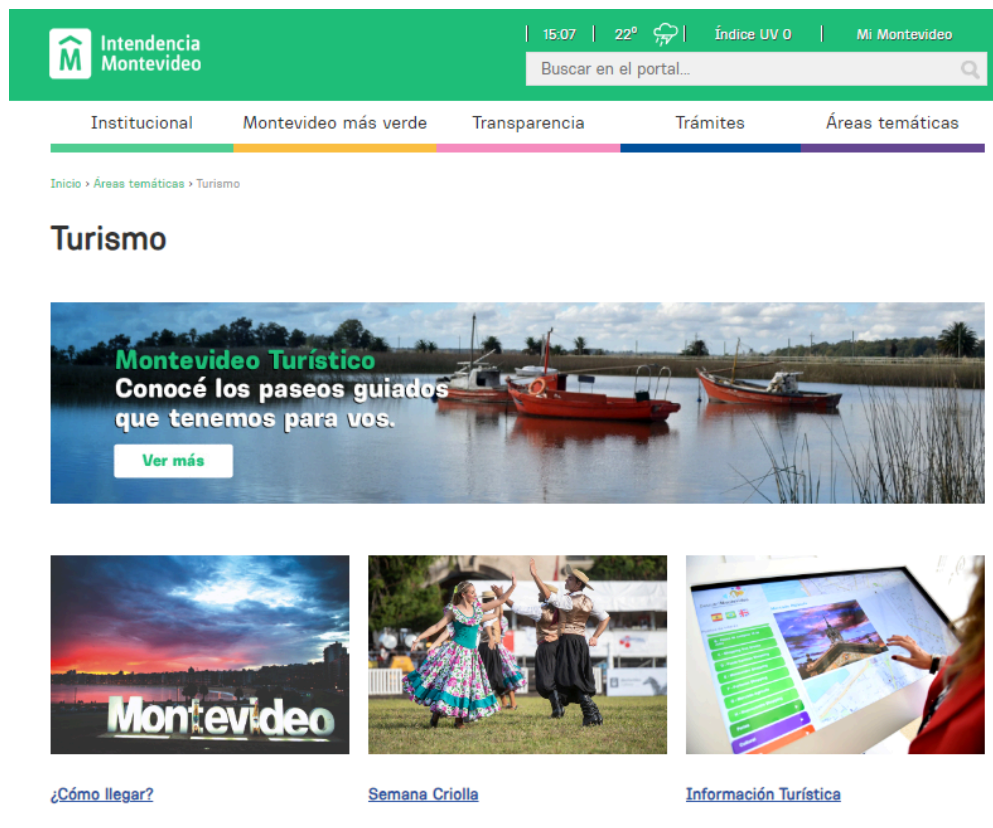 Intendencia
Montevideo
15:07 22º Índice UV 0 Mi Montevideo
Buscar en el portal...
Institucional Montevideo más verde Transparencia Trámites Áreas temáticas
Inicio › Áreas temáticas › Turismo
Turismo
Montevideo Turístico
Conocé los paseos guiados
que tenemos para vos.
Ver más
Montevideo
¿Cómo llegar? Semana Criolla Información Turística